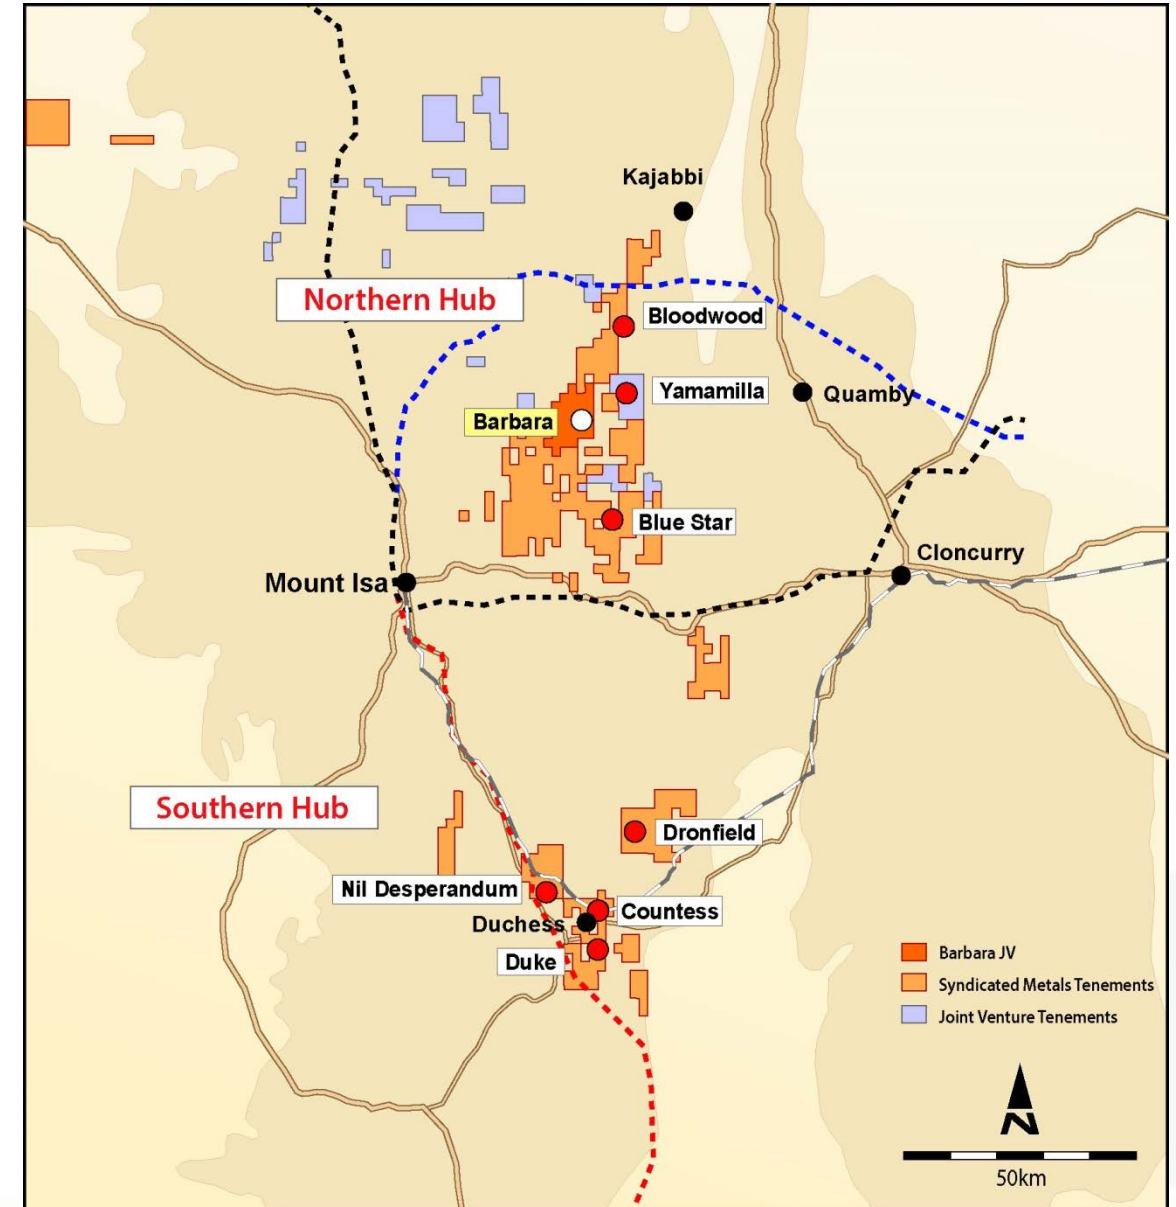 Kajabbi
Northern Hub
Bloodwood
Yamamilla
Quamby
Barbara
Blue Star
Cloncurry
Mount Isa
Southern Hub
Dronfield
Nil Desperandum
Countess
Duchess
Duke
Barbara JV
Syndicated Metals Tenements
Joint Venture Tenements
N
50km